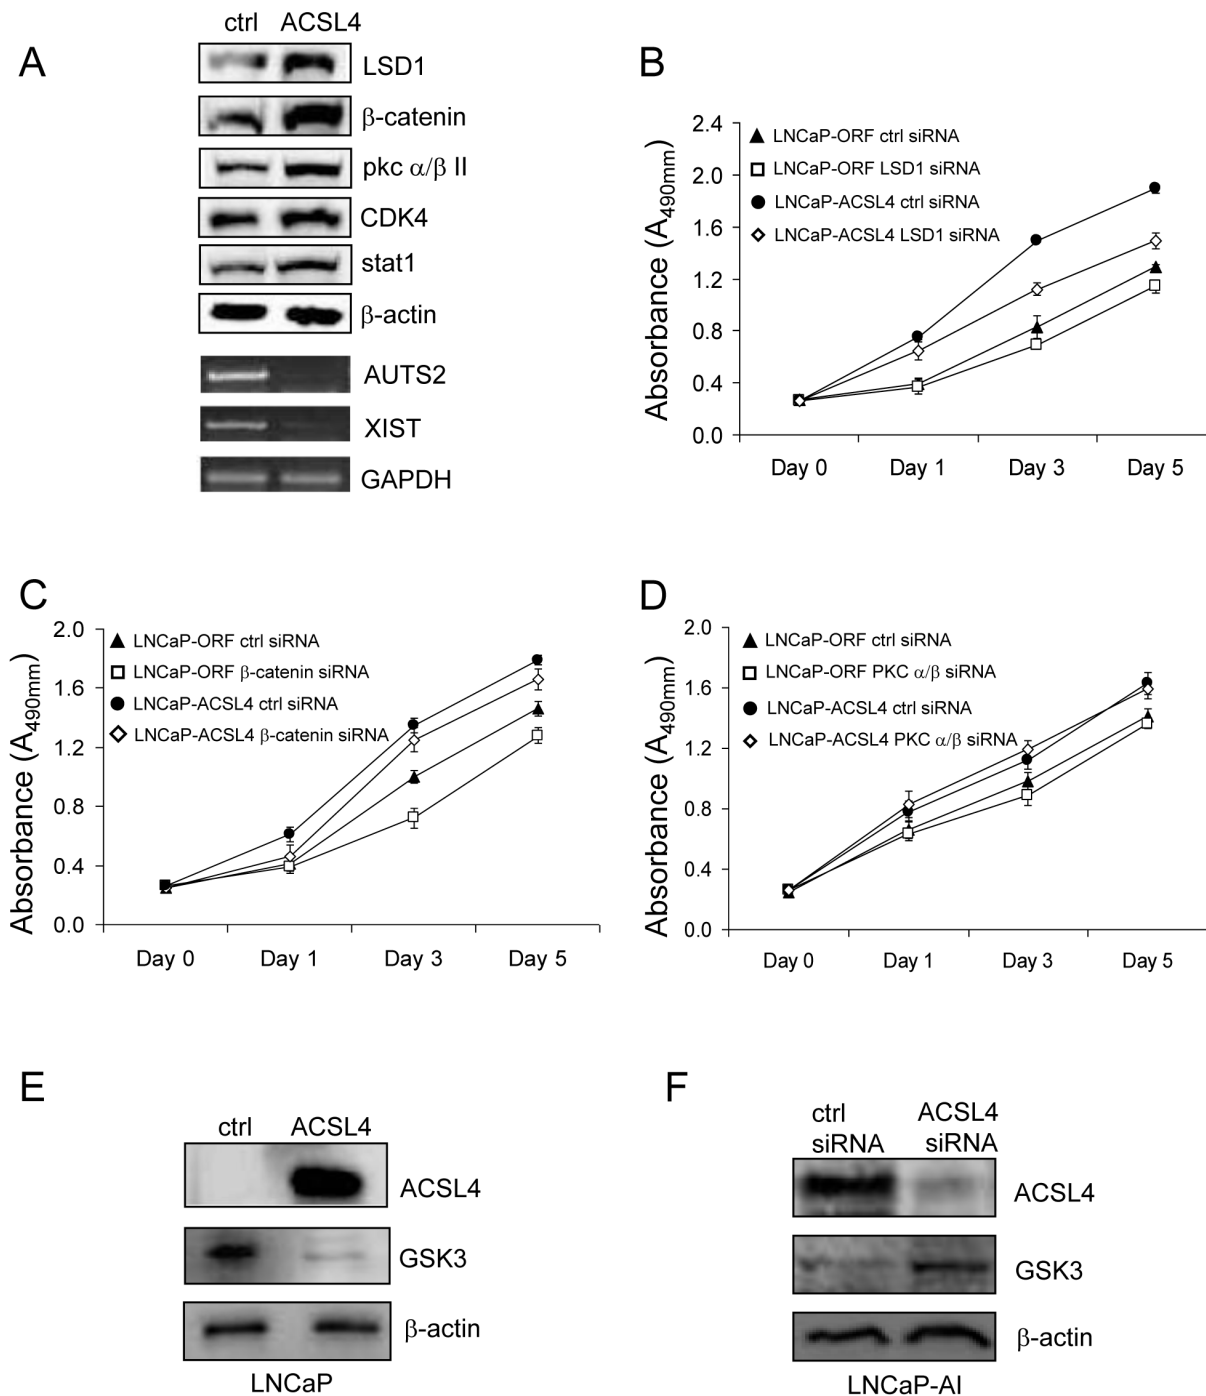 A
ctrl ACSL4
LSD1
β-catenin
pkc α/β II
CDK4
stat1
β-actin
AUTS2
XIST
GAPDH
B
Absorbance (A490mm)
2.4
2.0
1.6
1.2
0.8
0.4
0.0
LNCaP-ORF ctrl siRNA
LNCaP-ORF LSD1 siRNA
LNCaP-ACSL4 ctrl siRNA
LNCaP-ACSL4 LSD1 siRNA
Day 0 Day 1 Day 3 Day 5
C
Absorbance (A490mm)
2.0
1.6
1.2
0.8
0.4
0.0
LNCaP-ORF ctrl siRNA
LNCaP-ORF β-catenin siRNA
LNCaP-ACSL4 ctrl siRNA
LNCaP-ACSL4 β-catenin siRNA
Day 0 Day 1 Day 3 Day 5
D
Absorbance (A490mm)
2.0
1.6
1.2
0.8
0.4
0.0
LNCaP-ORF ctrl siRNA
LNCaP-ORF PKC α/β siRNA
LNCaP-ACSL4 ctrl siRNA
LNCaP-ACSL4 PKC α/β siRNA
Day 0 Day 1 Day 3 Day 5
E
ctrl ACSL4
ACSL4
GSK3
β-actin
LNCaP
F
ctrl ACSL4
siRNA siRNA
ACSL4
GSK3
β-actin
LNCaP-AI